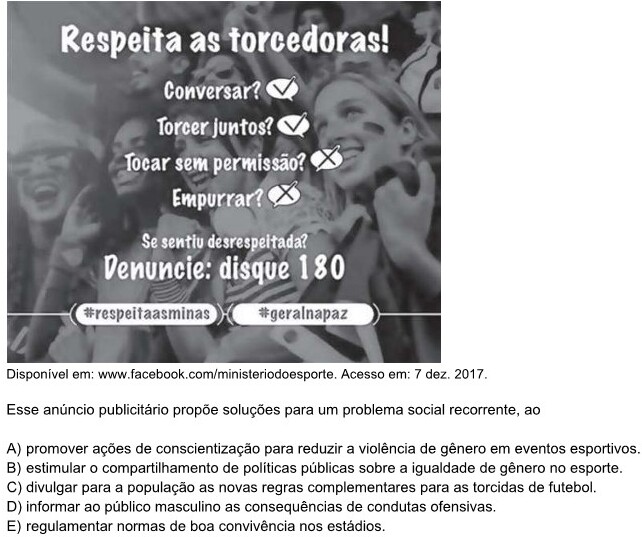 Respeita as torcedoras!
Conversar?
Torcer juntos?
Tocar sem permissão?
Empurrar?
Se sentiu desrespeitada?
Denuncie: disque 180
#respeitaasminas
#geralnapaz
Disponível em: www.facebook.com/ministeriodoesporte. Acesso em: 7 dez. 2017.
Esse anúncio publicitário propõe soluções para um problema social recorrente, ao
A) promover ações de conscientização para reduzir a violência de gênero em eventos esportivos.
B) estimular o compartilhamento de políticas públicas sobre a igualdade de gênero no esporte.
C) divulgar para a população as novas regras complementares para as torcidas de futebol.
D) informar ao público masculino as consequências de condutas ofensivas.
E) regulamentar normas de boa convivência nos estádios.